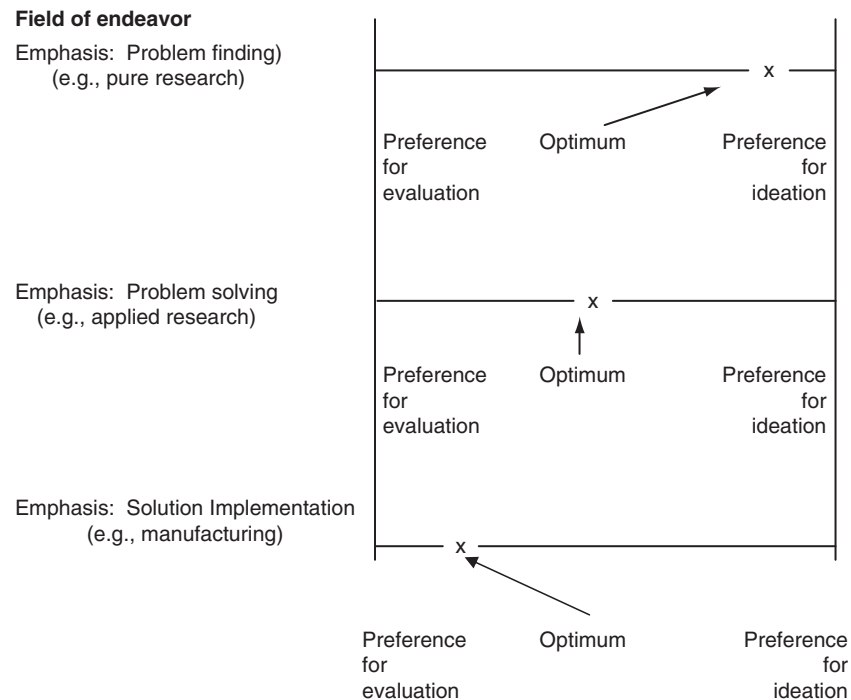 Field of endeavor
Emphasis: Problem finding)
(e.g., pure research)
x
Preference
for
evaluation
Optimum
Preference
for
ideation
Emphasis: Problem solving
(e.g., applied research)
x
Preference
for
evaluation
Optimum
Preference
for
ideation
Emphasis: Solution Implementation
(e.g., manufacturing)
x
Preference
for
evaluation
Optimum
Preference
for
ideation